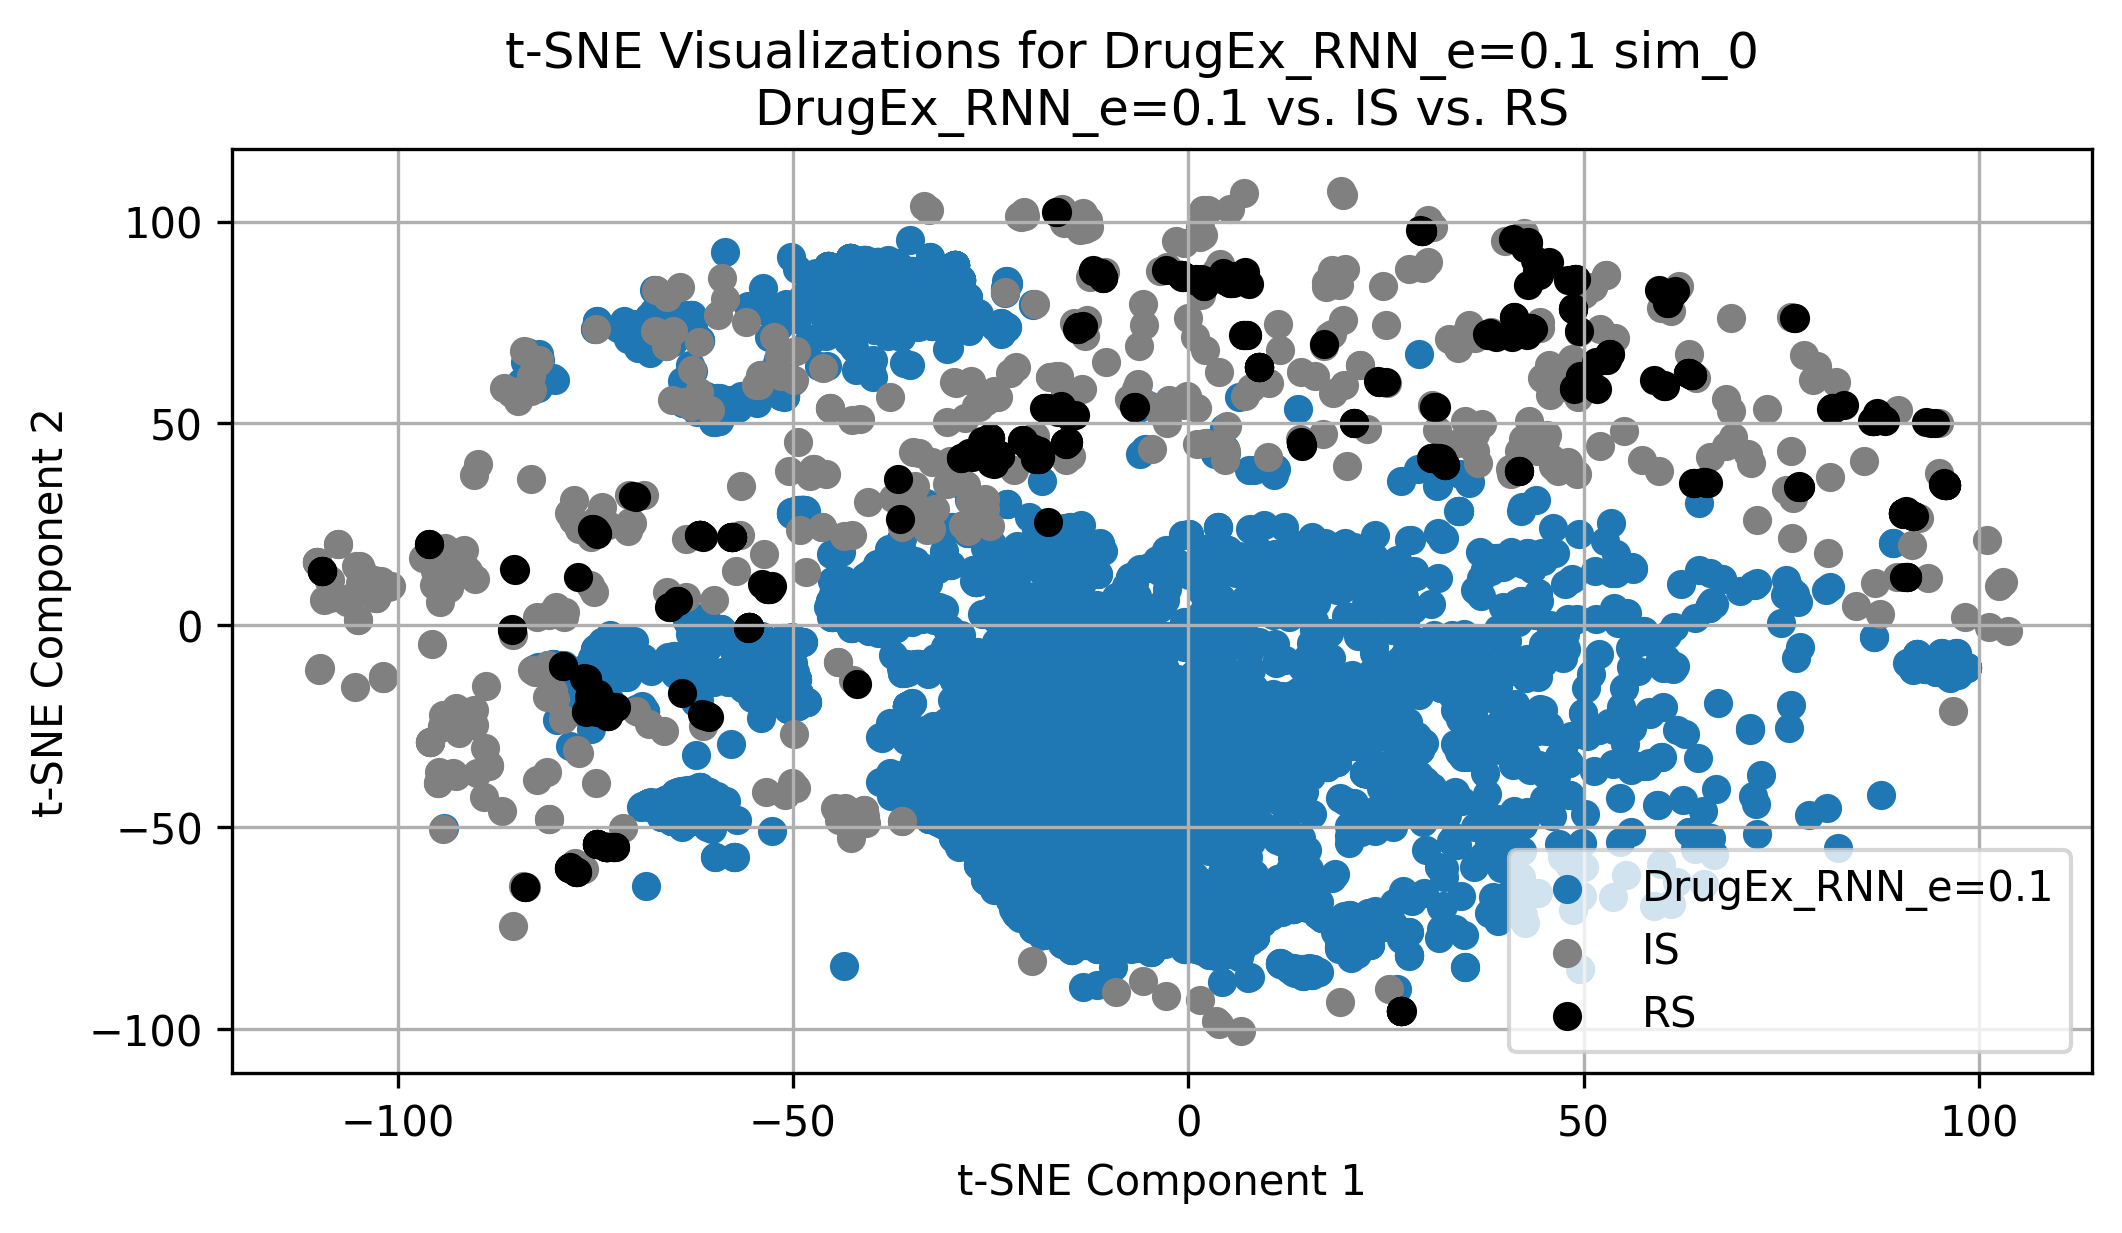 t-SNE Visualizations for DrugEx_RNN_e=0.1 sim_0
DrugEx_RNN_e=0.1 vs. IS vs. RS
t-SNE Component 2
100
50
0
−50
−100
−100
−50
0
50
100
t-SNE Component 1
DrugEx_RNN_e=0.1
IS
RS